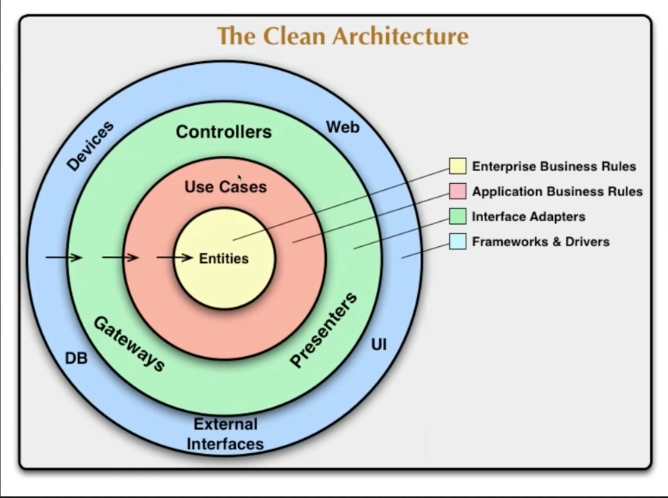 The Clean Architecture
Devices
Web
Controllers
Use Cases
Entities
Gateways
Presenters
DB
UI
External
Interfaces
Enterprise Business Rules
Application Business Rules
Interface Adapters
Frameworks & Drivers